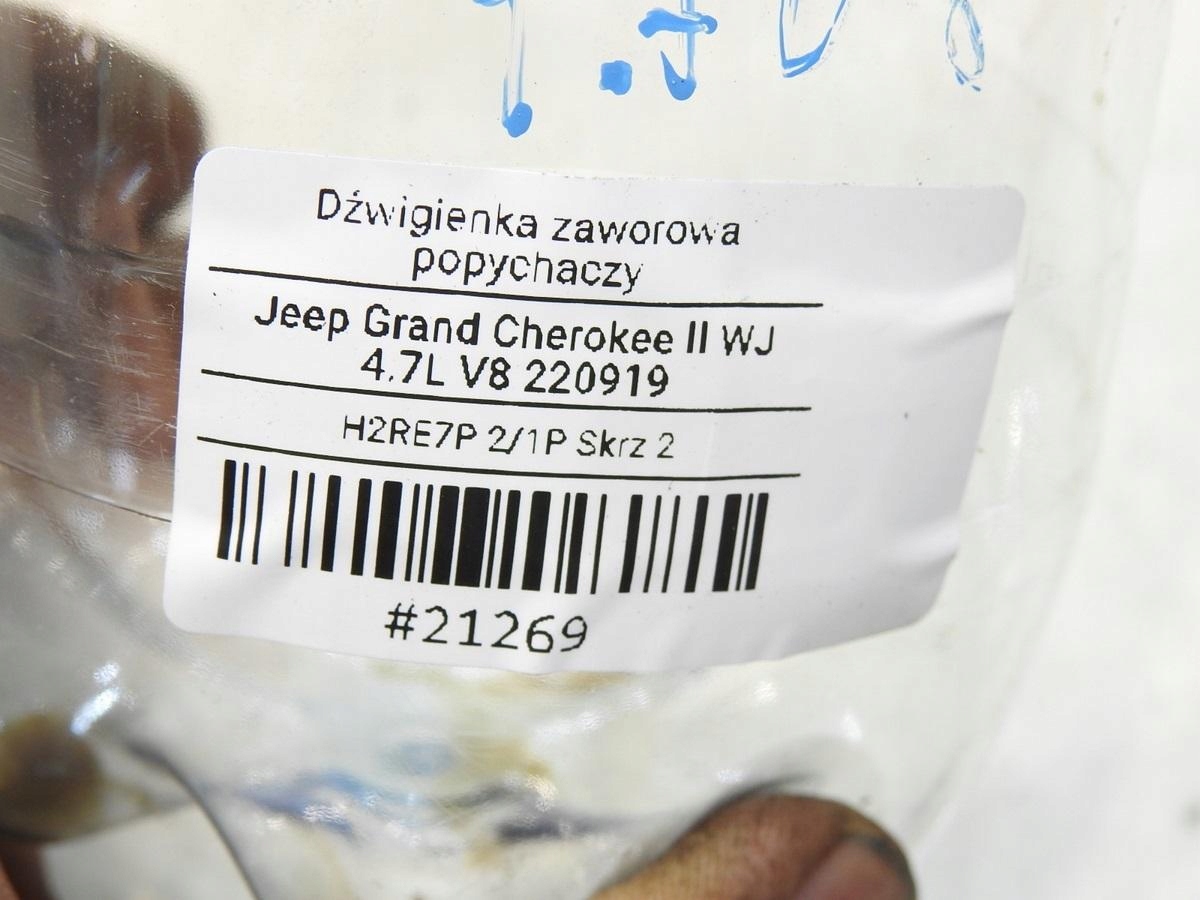 Dźwigienka zaworowa
popychaczy
Jeep Grand Cherokee II WJ
4.7L V8 220919
H2RE7P 2/1P Skrz 2
#21269